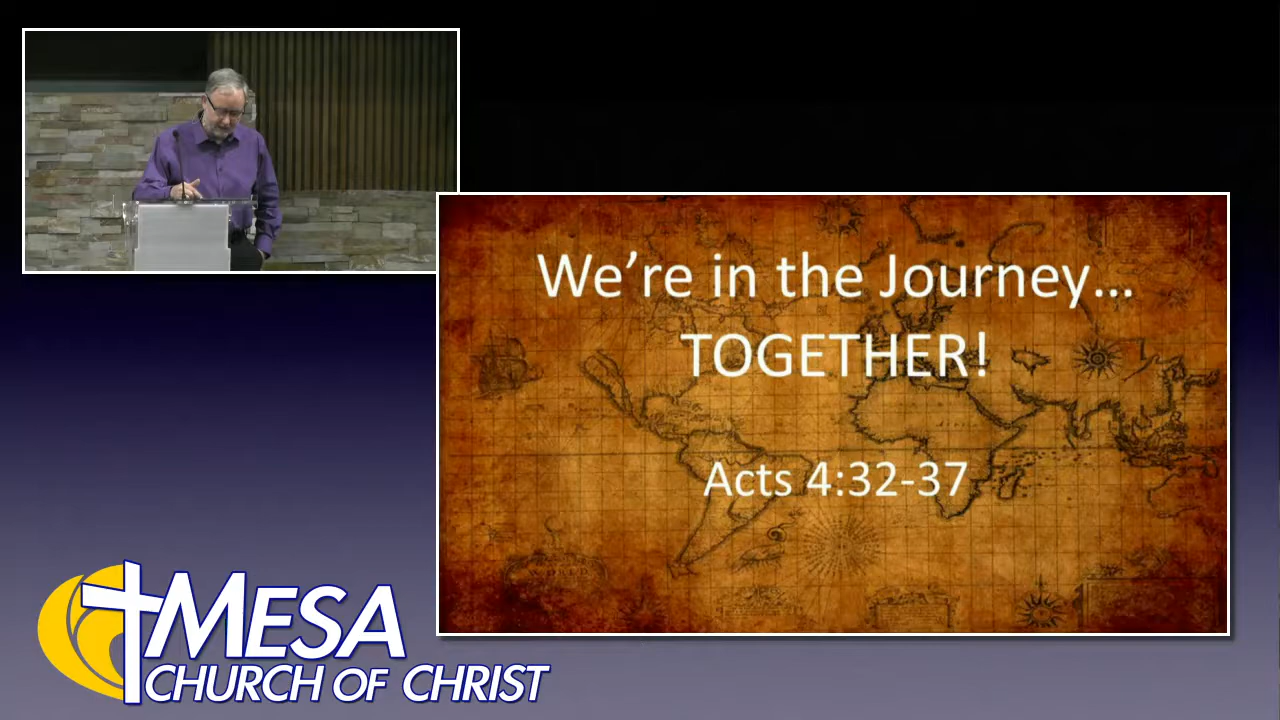 We're in the Journey…
TOGETHER!
Acts 4:32-37
MESA
CHURCH OF CHRIST